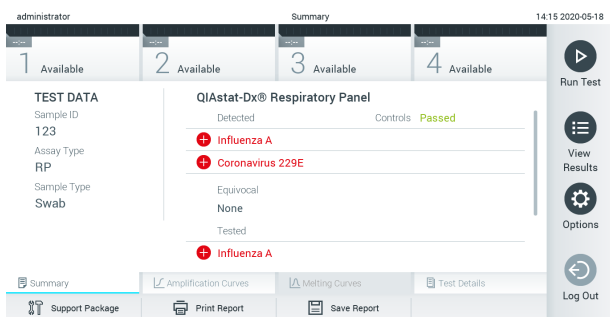 administrator Summary 14:15 2020-05-18
--:-- --:-- --:-- --:--
1 Available 2 Available 3 Available 4 Available
Run Test
TEST DATA
Sample ID
123
Assay Type
RP
Sample Type
Swab
QIAstat-Dx® Respiratory Panel
Detected Controls Passed
Influenza A
Coronavirus 229E
Equivocal
None
Tested
Influenza A
View
Results
Options
Log Out
Summary Amplification Curves Melting Curves Test Details
Support Package Print Report Save Report